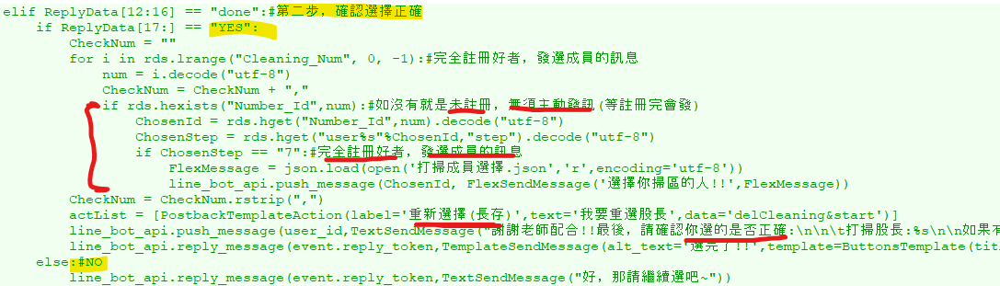 elif ReplyData[12:16] == "done":#第二步，確認選擇正確
if ReplyData[17:] == "YES":
CheckNum = ""
for i in rds.lrange("Cleaning_Num", 0, -1):#完全註冊好者，發選成員的訊息
num = i.decode("utf-8")
CheckNum = CheckNum + ","
if rds.hexists("Number_Id",num):#如沒有就是未註冊，無須主動發訊(等註冊完會發)
ChosenId = rds.hget("Number_Id",num).decode("utf-8")
ChosenStep = rds.hget("user%s"%ChosenId,"step").decode("utf-8")
if ChosenStep == "7":#完全註冊好者，發選成員的訊息
FlexMessage = json.load(open('打掃成員選擇.json','r',encoding='utf-8'))
line_bot_api.push_message(ChosenId, FlexSendMessage('選擇你掃區的人!!',FlexMessage))
CheckNum = CheckNum.rstrip(",")
actList = [PostbackTemplateAction(label='重新選擇(長存)',text='我要重選股長',data='delCleaning&start')]
line_bot_api.push_message(user_id,TextSendMessage("謝謝老師配合!!最後，請確認你選的是否正確:\n\n\t打掃股長:%s\n\n如果有
line_bot_api.reply_message(event.reply_token,TemplateSendMessage(alt_text='選完了!!',template=ButtonsTemplate(tit
else:#NO
line_bot_api.reply_message(event.reply_token,TextSendMessage("好，那請繼續選吧~"))